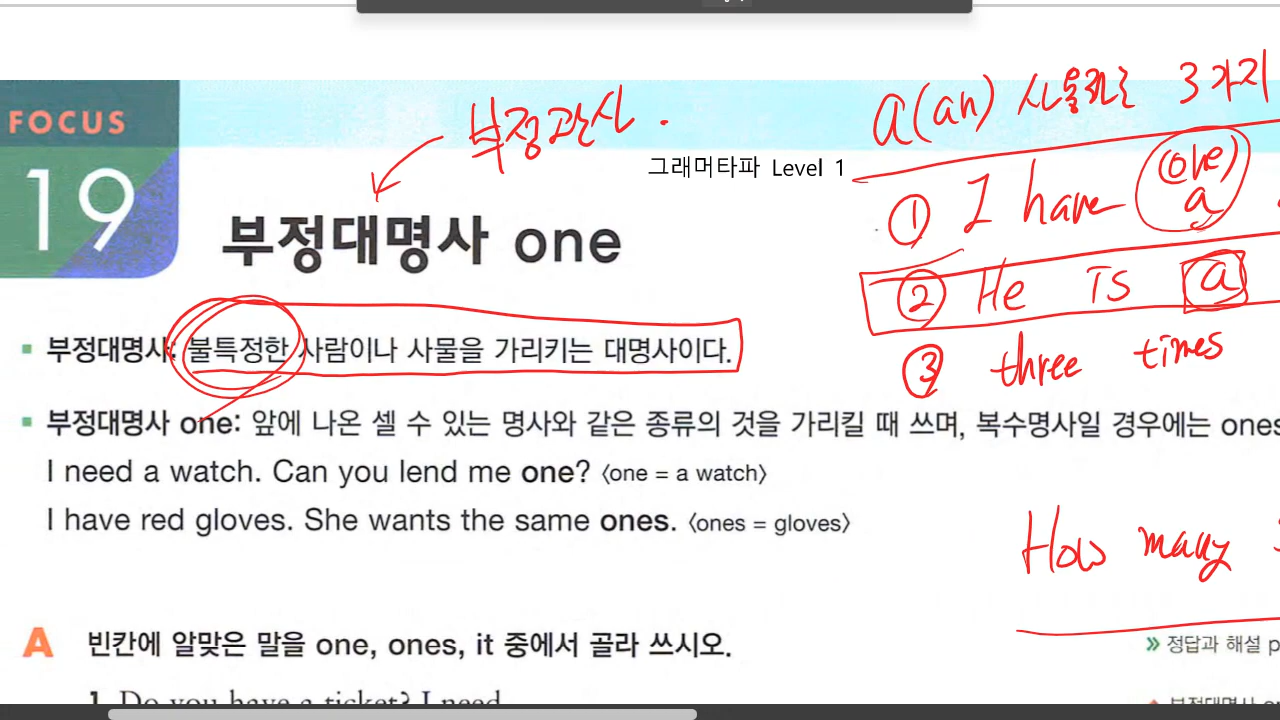 FOCUS
19
부정관사.
그래머타파 Level 1
부정대명사 one
a(an) 3가지
① I have (one) a
② He is a
③ three times
부정대명사: 불특정한 사람이나 사물을 가리키는 대명사이다.
부정대명사 one: 앞에 나온 셀 수 있는 명사와 같은 종류의 것을 가리킬 때 쓰며, 복수명사일 경우에는 ones
I need a watch. Can you lend me one? 〈one = a watch〉
I have red gloves. She wants the same ones. 〈ones = gloves〉
How many
A 빈칸에 알맞은 말을 one, ones, it 중에서 골라 쓰시오.
» 정답과 해설 p
1 Do you have a ticket? I need